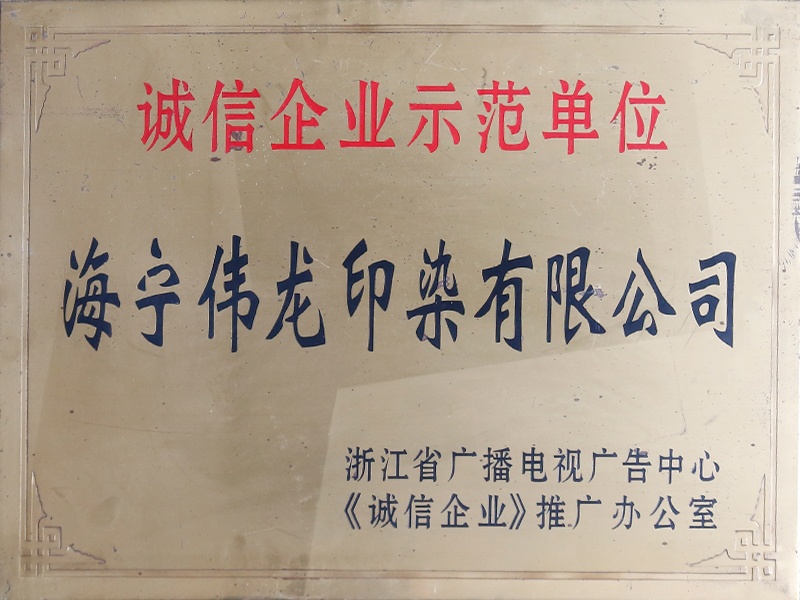 诚信企业示范单位
海宁伟龙印染有限公司
浙江省广播电视广告中心
《诚信企业》推广办公室